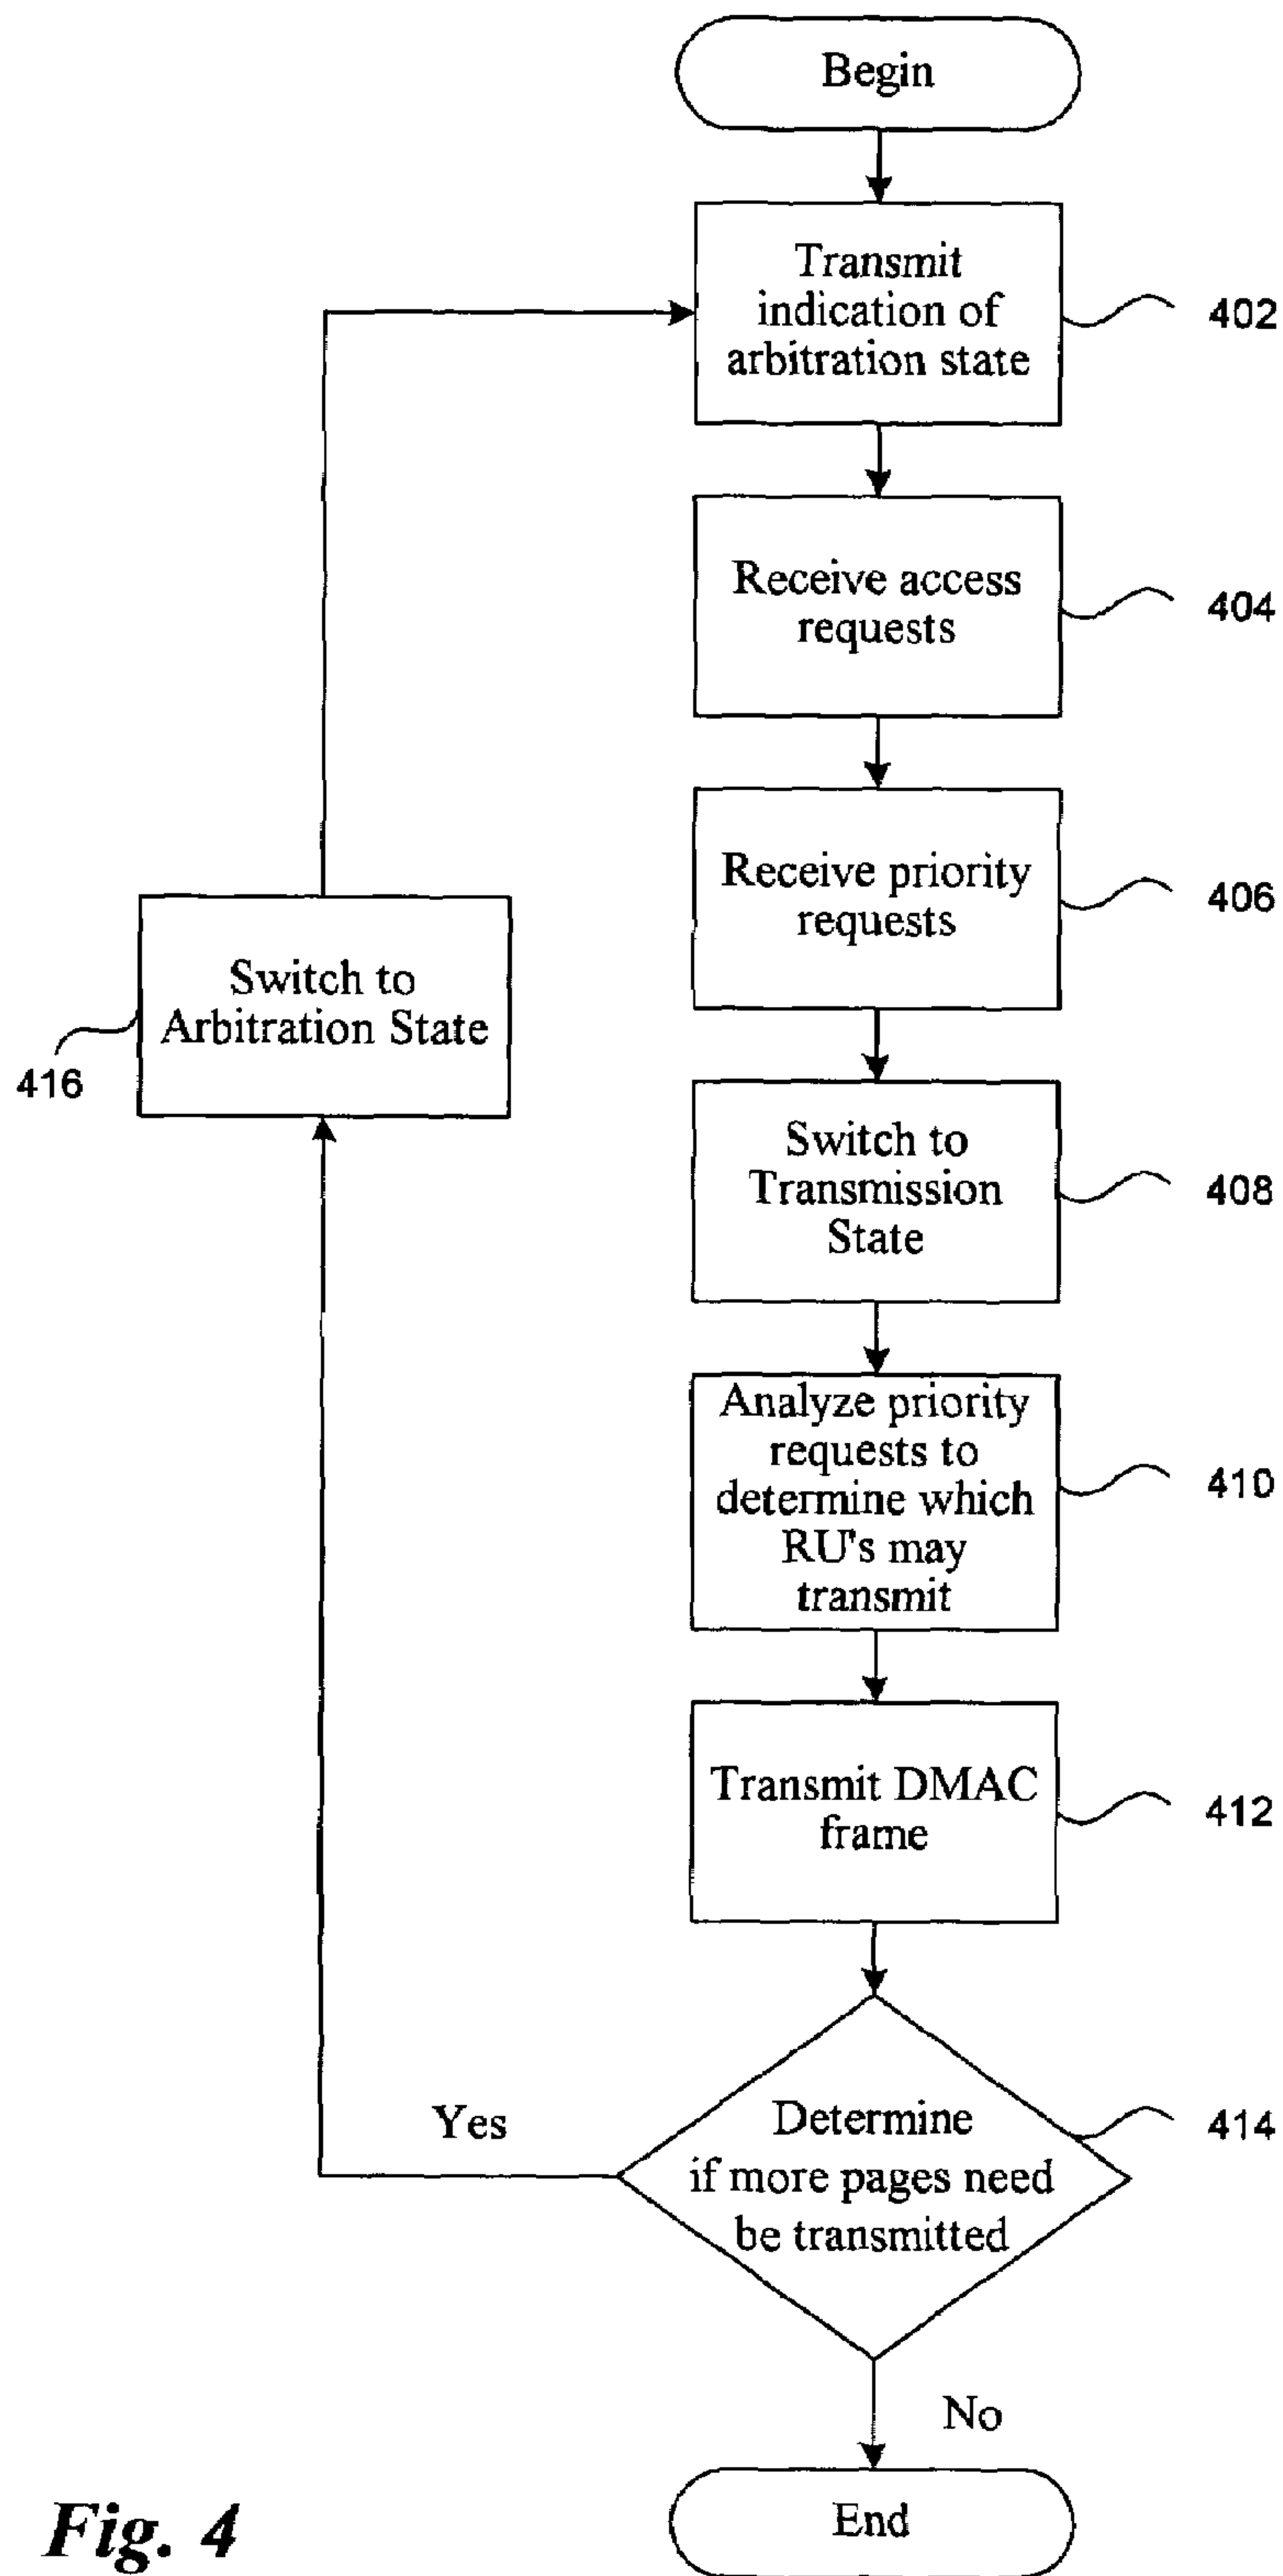 Begin
Transmit
indication of
arbitration state
402
Receive access
requests
404
Receive priority
requests
406
Switch to
Arbitration State
416
Switch to
Transmission
State
408
Analyze priority
requests to
determine which
RU's may
transmit
410
Transmit DMAC
frame
412
Determine
if more pages need
be transmitted
414
Yes
No
End
Fig. 4